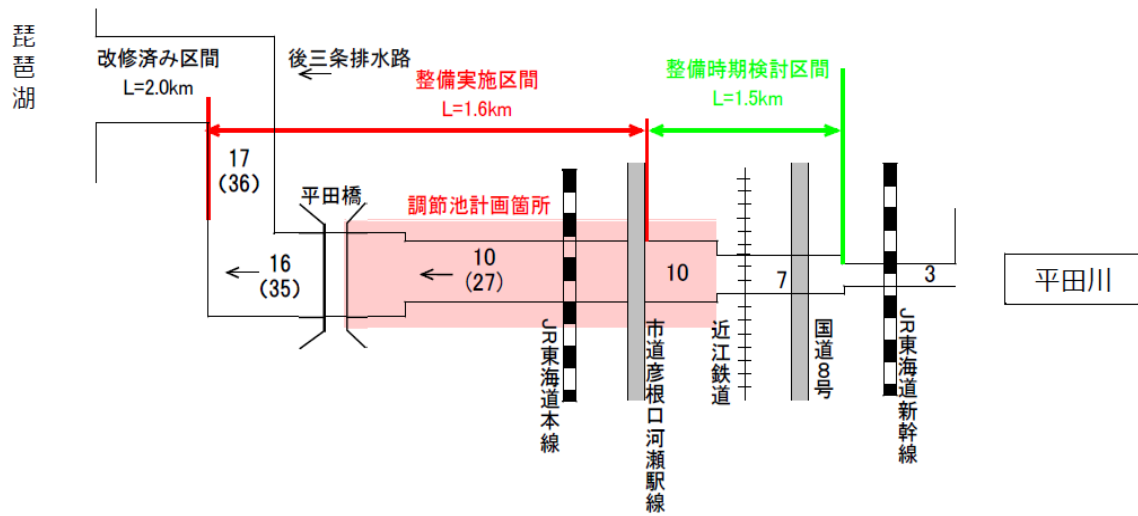 琵琶湖
改修済み区間
L=2.0km
後三条排水路
←
整備実施区間
L=1.6km
整備時期検討区間
L=1.5km
17
(36)
平田橋
調節池計画箇所
←
16
(35)
←
10
(27)
10
7
3
平田川
JR東海道本線
市道彦根口河瀬駅線
近江鉄道
国道8号
JR東海道新幹線